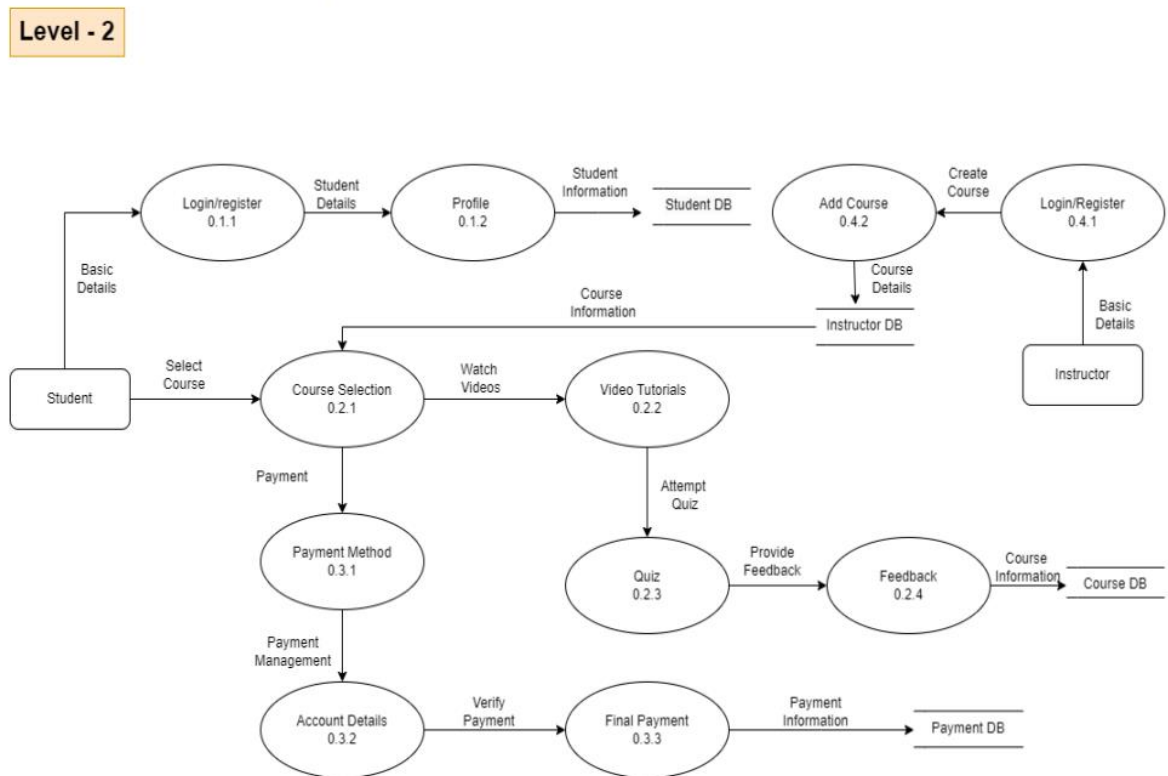 Level - 2
Student
Details
Student
Information
Create
Course
Login/register
0.1.1
Profile
0.1.2
Student DB
Add Course
0.4.2
Login/Register
0.4.1
Basic
Details
Course
Details
Course
Information
Instructor DB
Basic
Details
Select
Course
Watch
Videos
Student
Course Selection
0.2.1
Video Tutorials
0.2.2
Instructor
Payment
Attempt
Quiz
Payment Method
0.3.1
Provide
Feedback
Course
Information
Quiz
0.2.3
Feedback
0.2.4
Course DB
Payment
Management
Verify
Payment
Payment
Information
Account Details
0.3.2
Final Payment
0.3.3
Payment DB